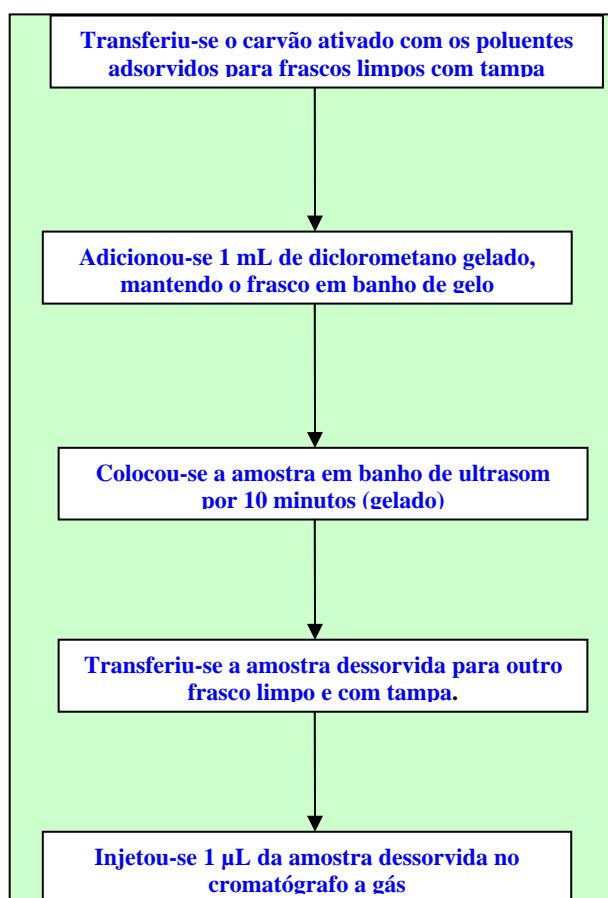 Transferiu-se o carvão ativado com os poluentes
adsorvidos para frascos limpos com tampa
Adicionou-se 1 mL de diclorometano gelado,
mantendo o frasco em banho de gelo
Colocou-se a amostra em banho de ultrasom
por 10 minutos (gelado)
Transferiu-se a amostra dessorvida para outro
frasco limpo e com tampa.
Injetou-se 1 µL da amostra dessorvida no
cromatógrafo a gás